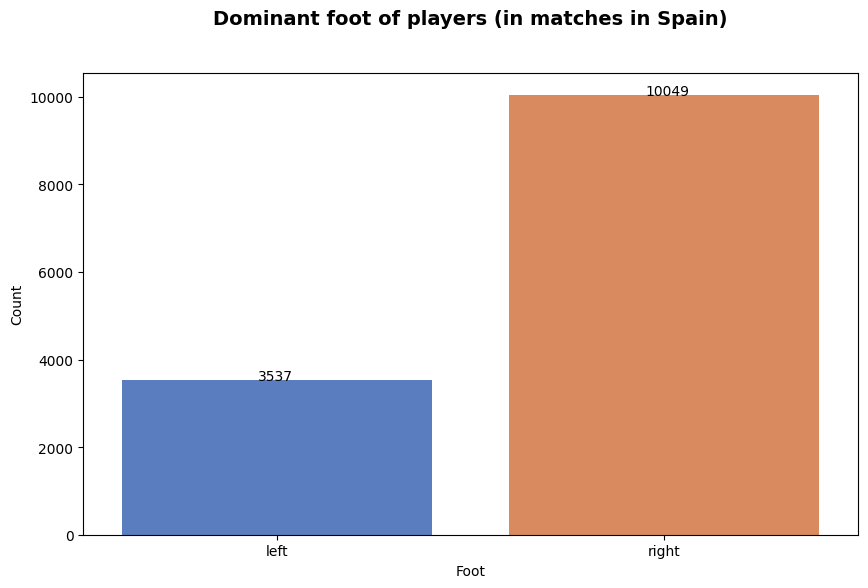 Dominant foot of players (in matches in Spain)
10049
3537
10000
8000
6000
4000
2000
0
Count
left
right
Foot